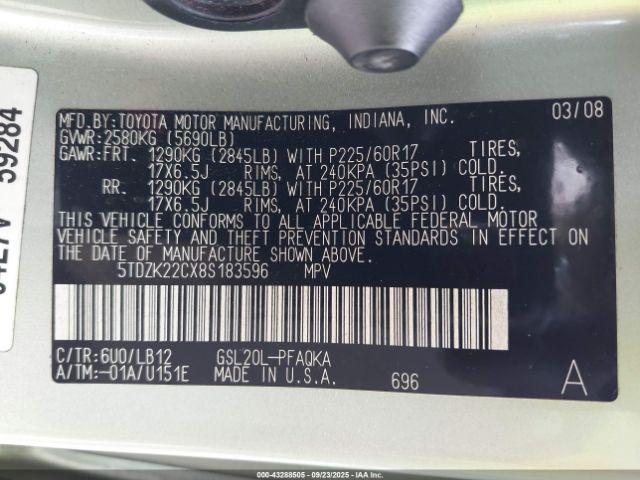 MFD.BY:TOYOTA MOTOR MANUFACTURING, INDIANA, INC. 03/08
GVWR:2580KG (5690LB)
GAWR:FRT. 1290KG (2845LB) WITH P225/60R17 TIRES,
17X6.5J RIMS, AT 240KPA (35PSI) COLD.
RR. 1290KG (2845LB) WITH P225/60R17 TIRES,
17X6.5J RIMS, AT 240KPA (35PSI) COLD.
THIS VEHICLE CONFORMS TO ALL APPLICABLE FEDERAL MOTOR
VEHICLE SAFETY AND THEFT PREVENTION STANDARDS IN EFFECT ON
THE DATE OF MANUFACTURE SHOWN ABOVE.
5TDZK22CX8S183596 MPV
C/TR:6U0/LB12 GSL20L-PFAQKA
A/TM:-01A/U151E MADE IN U.S.A. 696 A
59284
000-43288505 - 09/23/2025 - IAA